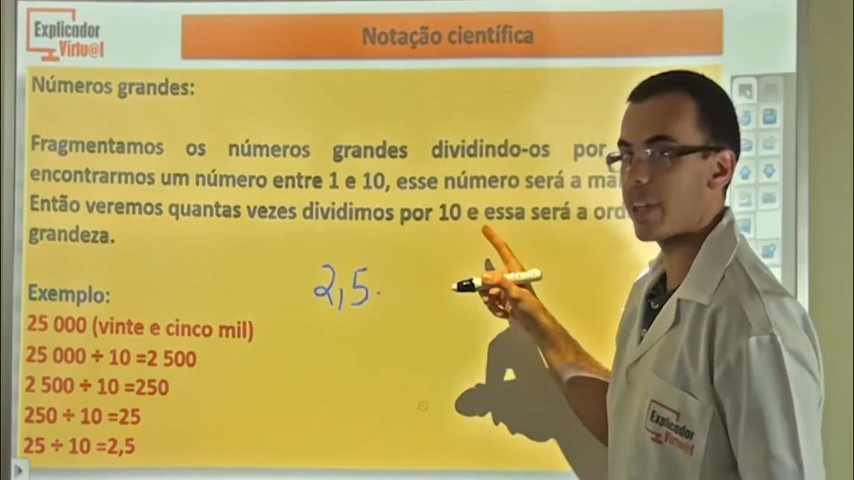 Explicador
Virtu@l
Notação científica
Números grandes:
Fragmentamos os números grandes dividindo-os por
encontrarmos um número entre 1 e 10, esse número será a
Então veremos quantas vezes dividimos por 10 e essa será a
grandeza.
2,5.
Exemplo:
25 000 (vinte e cinco mil)
25 000 ÷ 10 =2 500
2 500 ÷ 10 =250
250 ÷ 10 =25
25 ÷ 10 =2,5
Explicador
Virtu@l